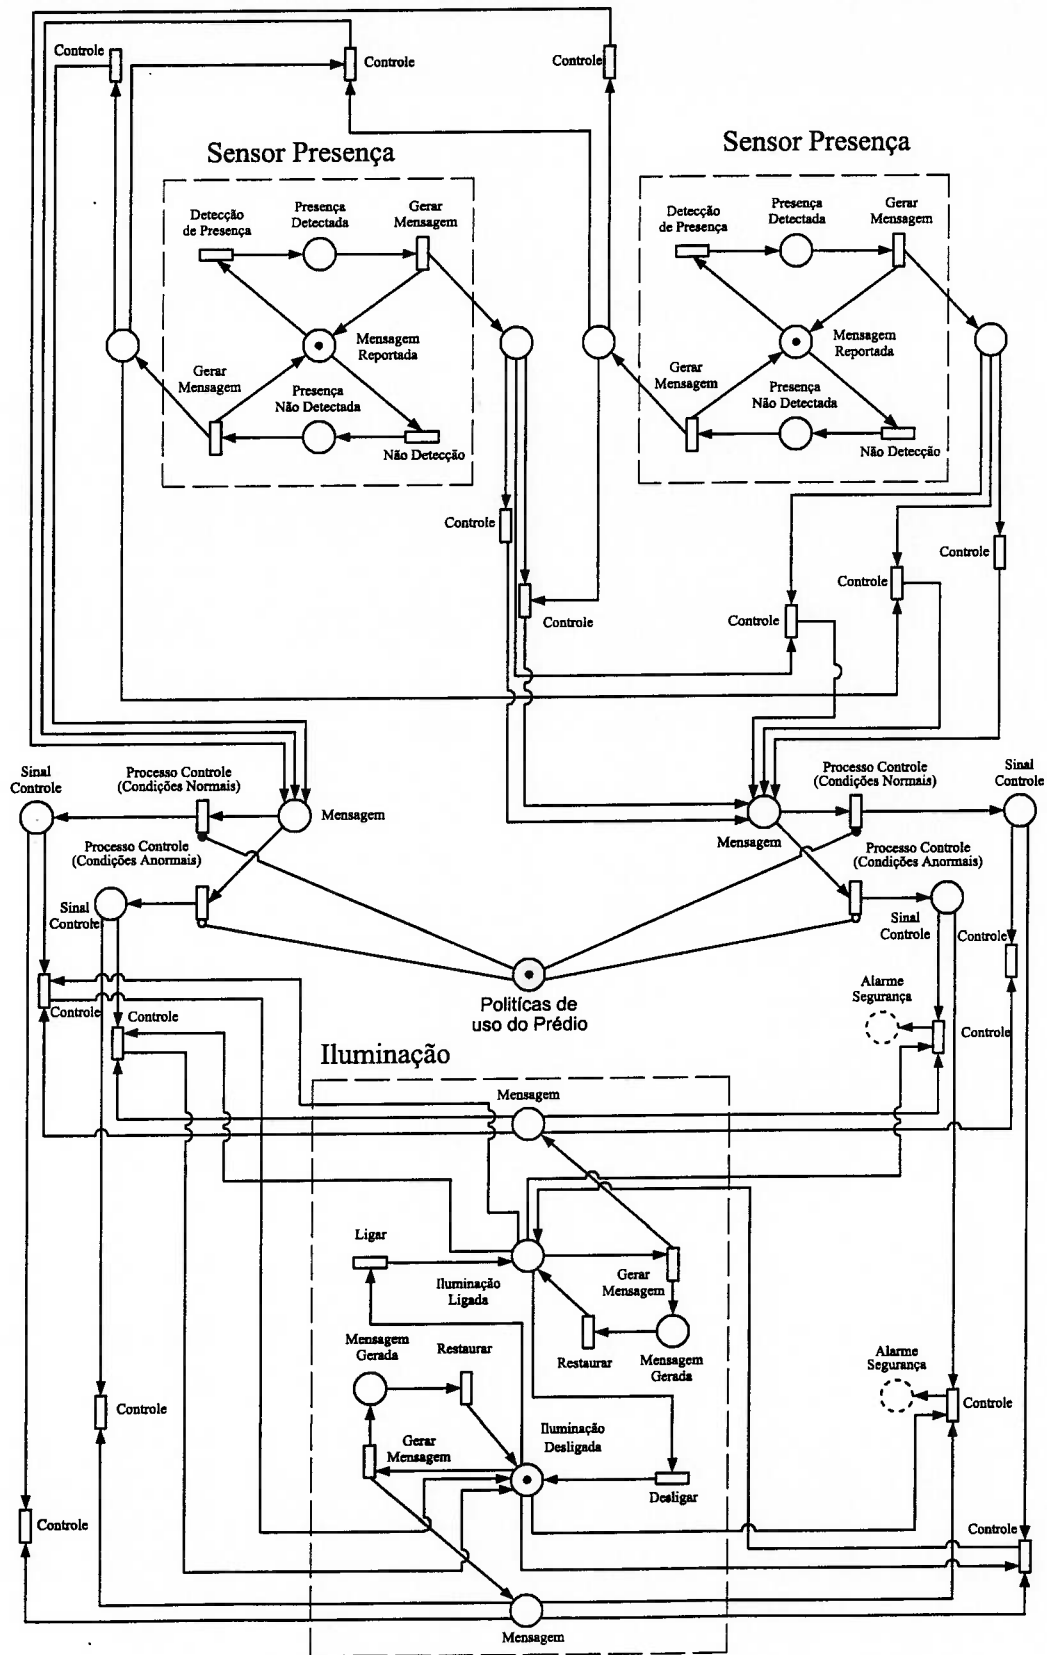 Controle
Controle
Controle
Sensor Presença
Sensor Presença
Detecção
de Presença
Presença
Detectada
Gerar
Mensagem
Mensagem
Reportada
Gerar
Mensagem
Presença
Não Detectada
Não Detecção
Detecção
de Presença
Presença
Detectada
Gerar
Mensagem
Mensagem
Reportada
Gerar
Mensagem
Presença
Não Detectada
Não Detecção
Controle
Controle
Controle
Controle
Controle
Sinal
Controle
Processo Controle
(Condições Normais)
Mensagem
Processo Controle
(Condições Anormais)
Sinal
Controle
Processo Controle
(Condições Normais)
Sinal
Controle
Mensagem
Processo Controle
(Condições Anormais)
Sinal
Controle
Controle
Controle
Controle
Politícas de
uso do Prédio
Alarme
Segurança
Controle
Iluminação
Mensagem
Ligar
Iluminação
Ligada
Gerar
Mensagem
Restaurar
Mensagem
Gerada
Mensagem
Gerada
Restaurar
Gerar
Mensagem
Iluminação
Desligada
Desligar
Alarme
Segurança
Controle
Controle
Controle
Controle
Mensagem